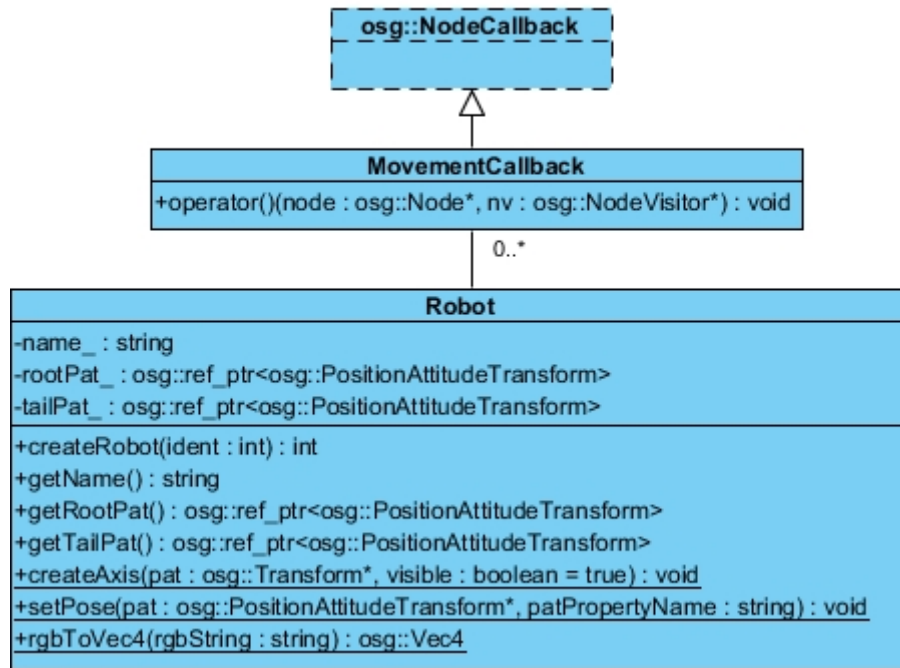 osg::NodeCallback
MovementCallback
+operator()(node : osg::Node*, nv : osg::NodeVisitor*) : void
0..*
Robot
-name_ : string
-rootPat_ : osg::ref_ptr<osg::PositionAttitudeTransform>
-tailPat_ : osg::ref_ptr<osg::PositionAttitudeTransform>
+createRobot(ident : int) : int
+getName() : string
+getRootPat() : osg::ref_ptr<osg::PositionAttitudeTransform>
+getTailPat() : osg::ref_ptr<osg::PositionAttitudeTransform>
+createAxis(pat : osg::Transform*, visible : boolean = true) : void
+setPose(pat : osg::PositionAttitudeTransform*, patPropertyName : string) : void
+rgbToVec4(rgbString : string) : osg::Vec4